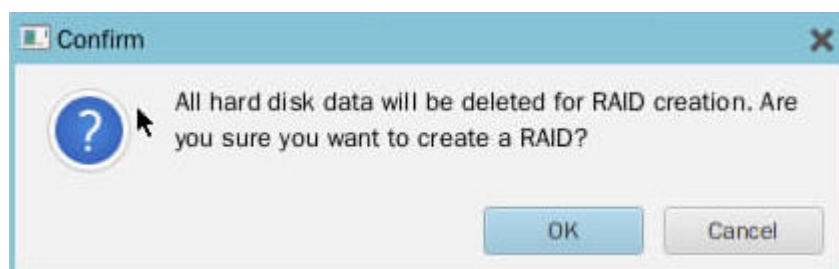 Confirm
All hard disk data will be deleted for RAID creation. Are
you sure you want to create a RAID?
OK
Cancel